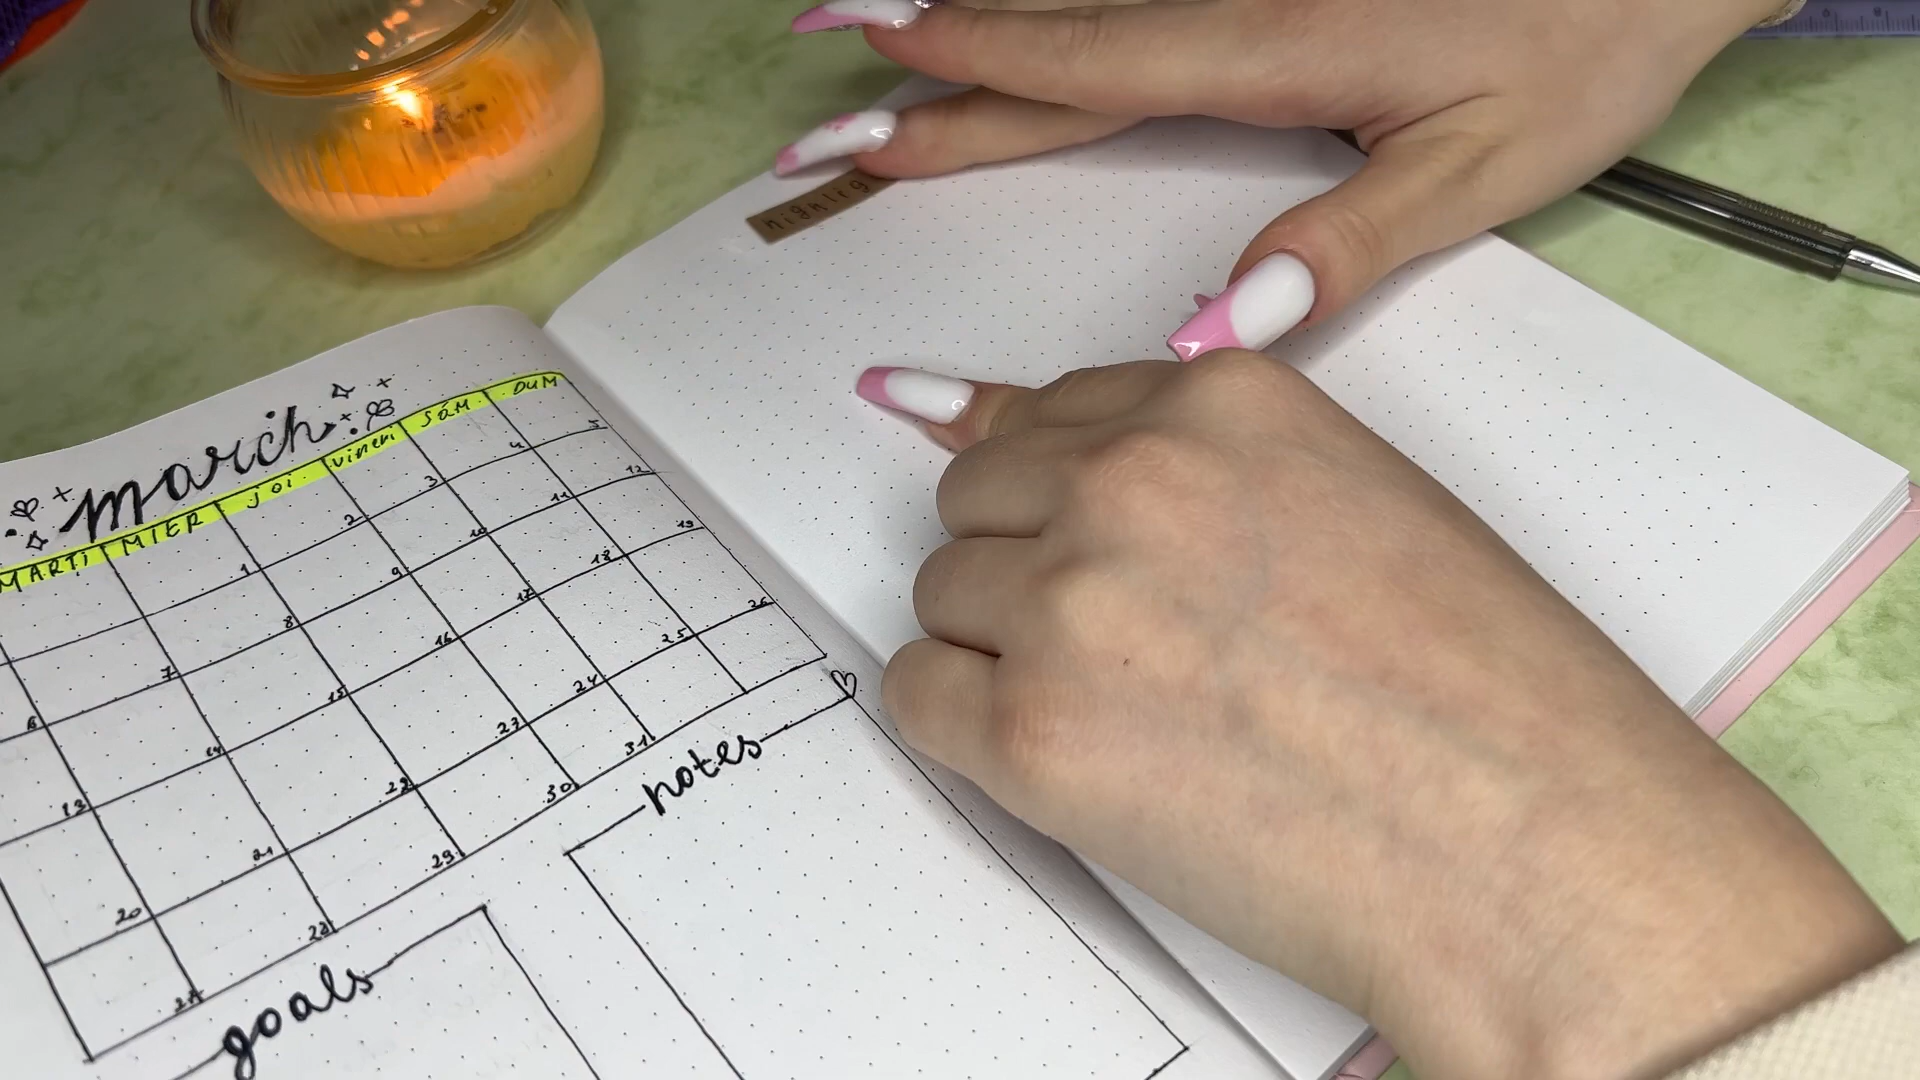 march
MARȚI MIER JOI vineri SÂM DUM
1 2 3 4 5
6 7 8 9 10 11 12
13 14 15 16 17 18 19
20 21 22 23 24 25 26
27 28 29 30 31
notes
goals
highlig